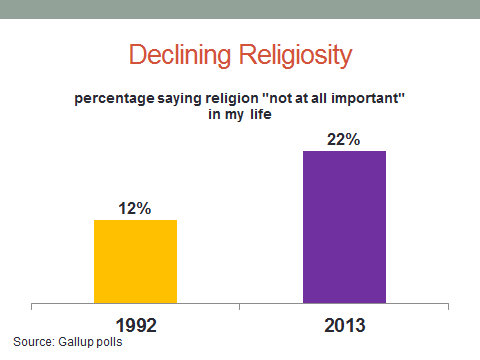 Declining Religiosity
percentage saying religion "not at all important"
in my life
22%
12%
1992
2013
Source: Gallup polls